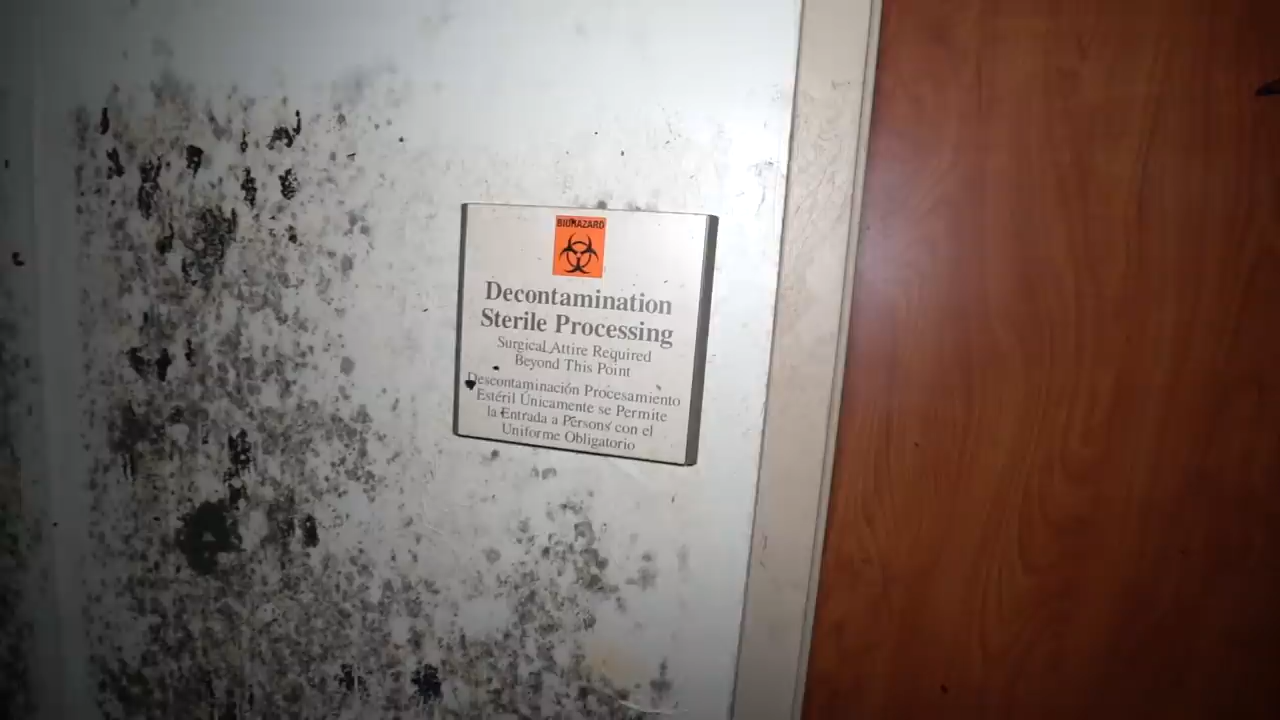 BIOHAZARD
Decontamination
Sterile Processing
Surgical Attire Required
Beyond This Point
Descontaminación Procesamiento
Estéril Únicamente se Permite
la Entrada a Persons con el
Uniforme Obligatorio